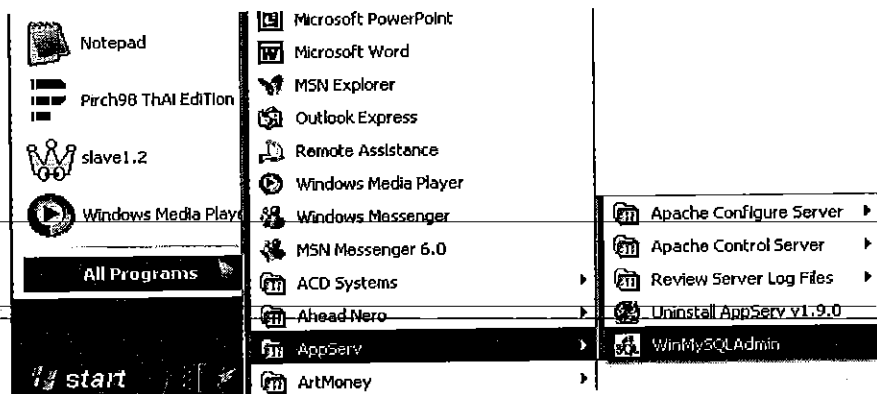 Notepad
Pirch98 ThAI EdiTIon
slave1.2
Windows Media Playe
All Programs
start
Microsoft PowerPoint
Microsoft Word
MSN Explorer
Outlook Express
Remote Assistance
Windows Media Player
Windows Messenger
MSN Messenger 6.0
ACD Systems
Ahead Nero
AppServ
ArtMoney
Apache Configure Server
Apache Control Server
Review Server Log Files
Uninstall AppServ v1.9.0
WinMySQLAdmin